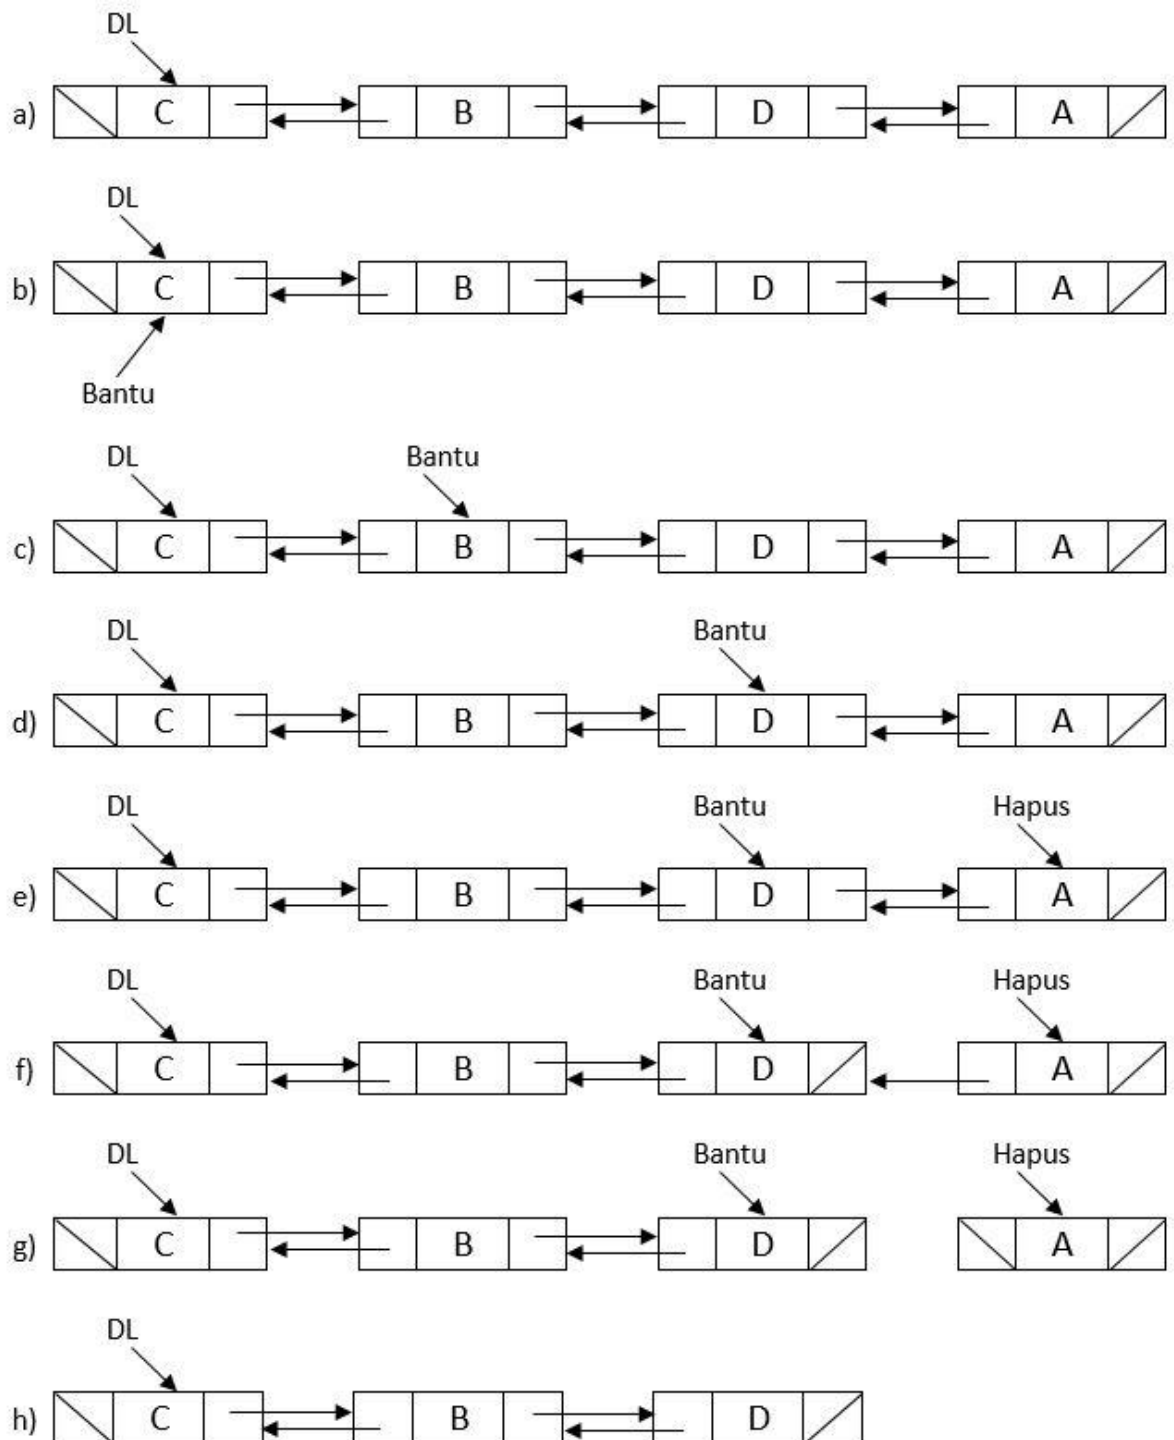 DL
a) C B D A
DL
b) C B D A
Bantu
DL Bantu
c) C B D A
DL Bantu
d) C B D A
DL Bantu Hapus
e) C B D A
DL Bantu Hapus
f) C B D A
DL Bantu Hapus
g) C B D A
DL
h) C B D